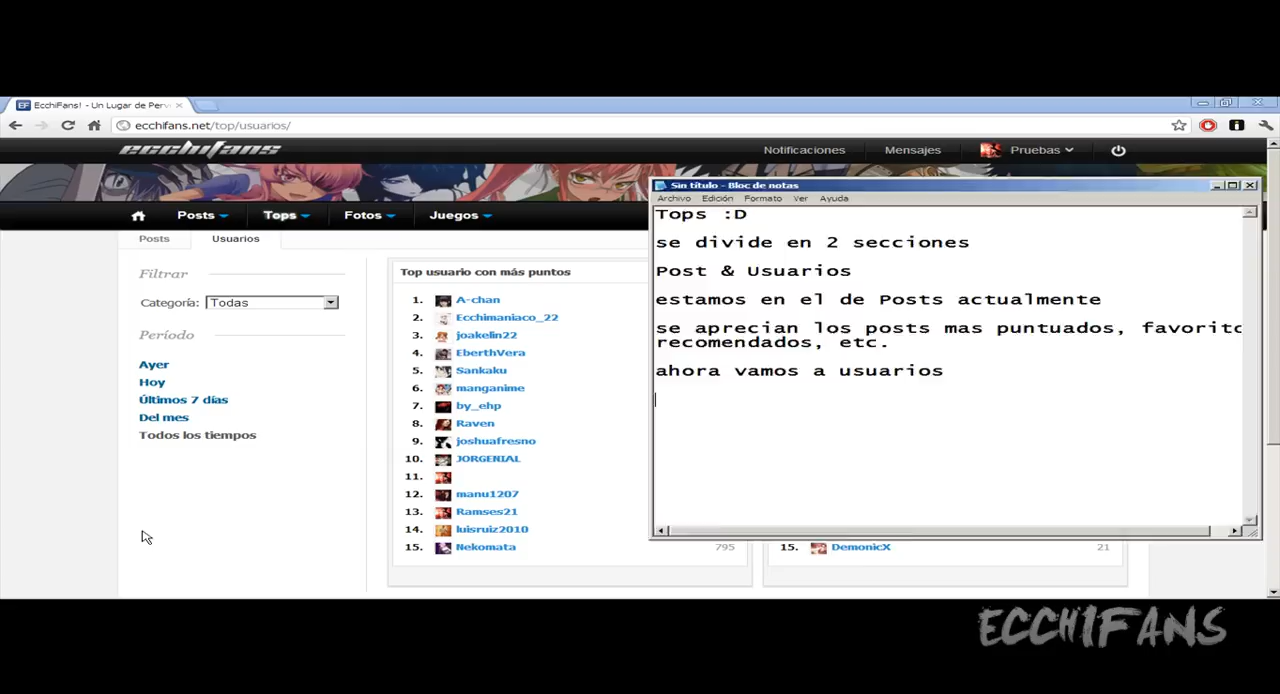 EcchiFans! - Un Lugar de Perv
ecchifans.net/top/usuarios/
ecchifans
Notificaciones
Mensajes
Pruebas
Posts
Tops
Fotos
Juegos
Posts
Usuarios
Filtrar
Categoría:
Todas
Período
Ayer
Hoy
Últimos 7 días
Del mes
Todos los tiempos
Top usuario con más puntos
1. A-chan
2. Ecchimaniaco_22
3. joakelin22
4. EberthVera
5. Sankaku
6. manganime
7. by_ehp
8. Raven
9. joshuafresno
10. JORGENIAL
11.
12. manu1207
13. Ramses21
14. luisruiz2010
15. Nekomata 795
15. DemonicX 21
Sin título - Bloc de notas
Archivo Edición Formato Ver Ayuda
Tops :D
se divide en 2 secciones
Post & Usuarios
estamos en el de Posts actualmente
se aprecian los posts mas puntuados, favorito
recomendados, etc.
ahora vamos a usuarios
ECCHIFANS